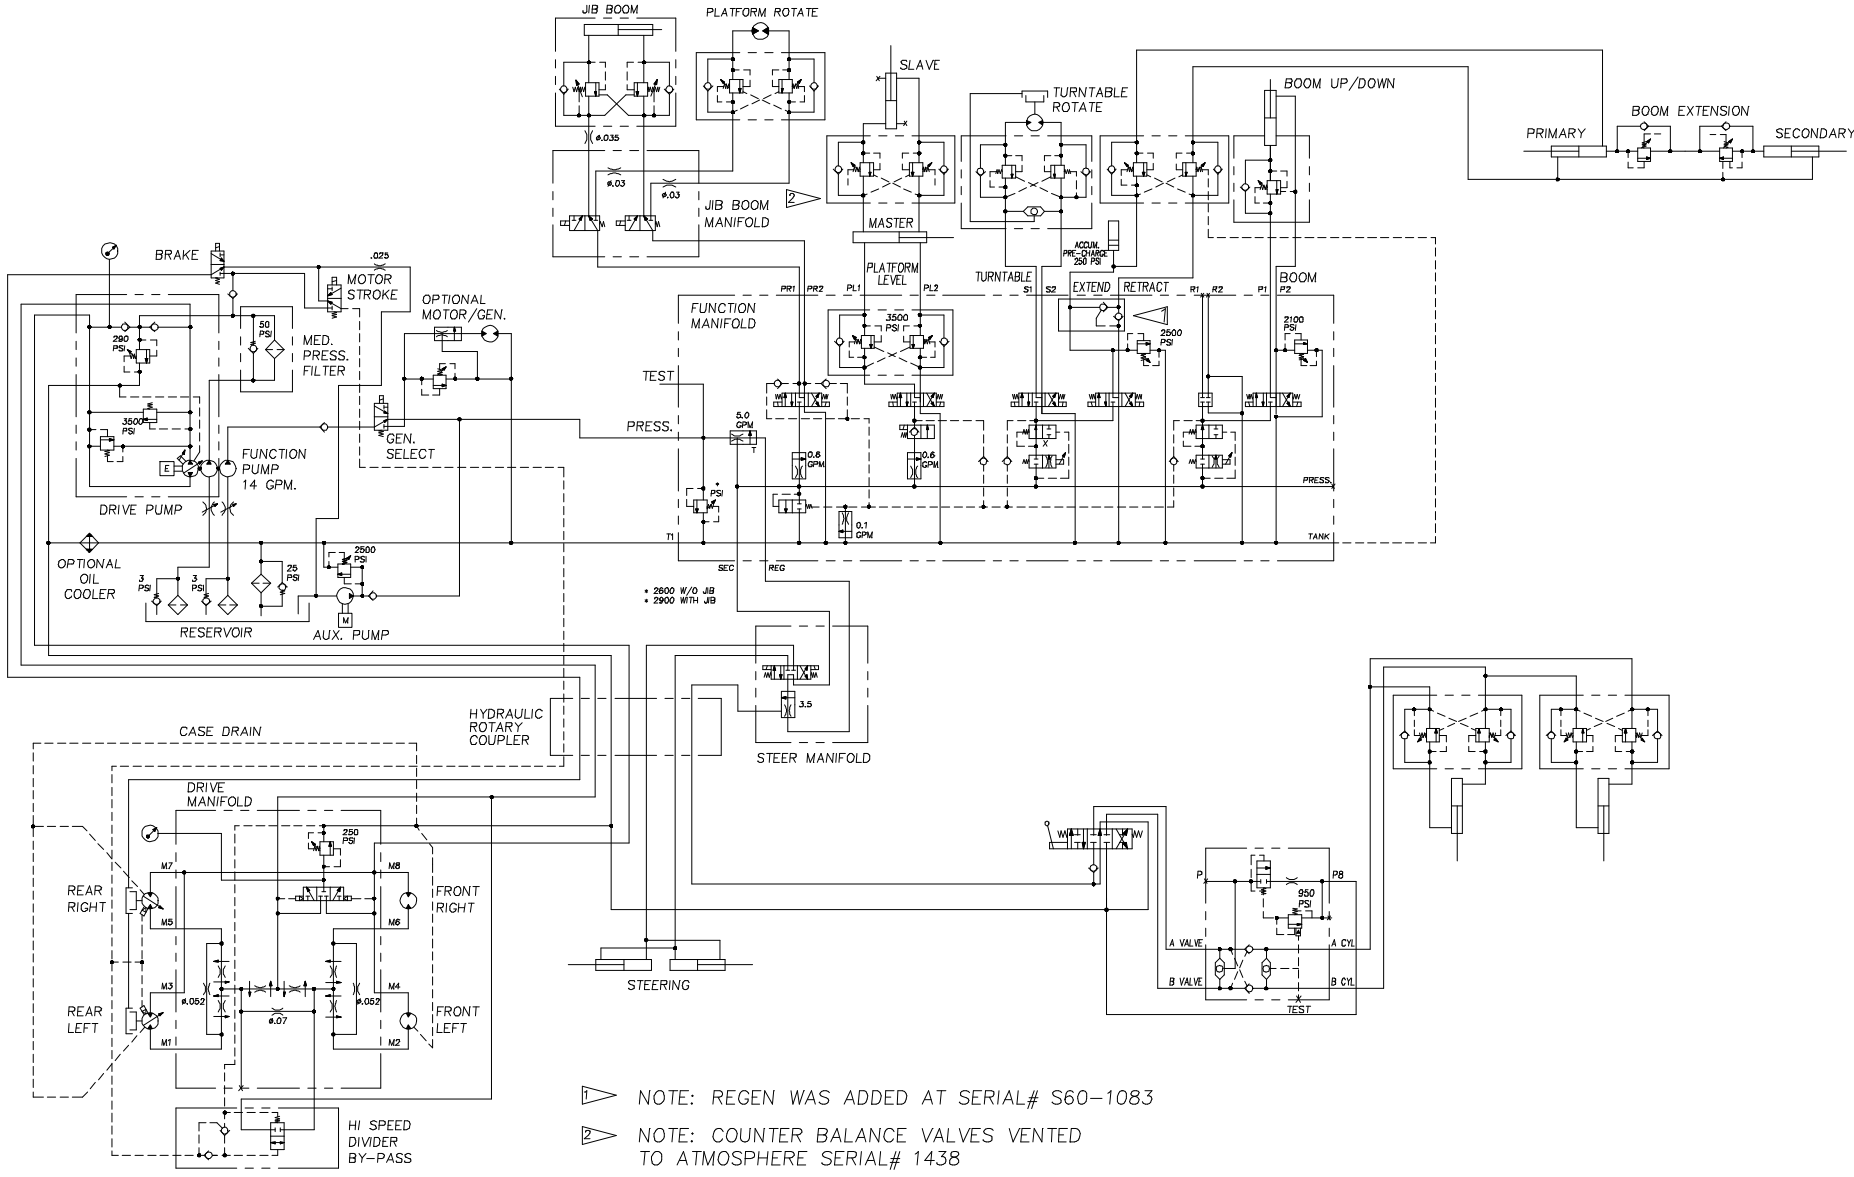 JIB BOOM
PLATFORM ROTATE
SLAVE
TURNTABLE
ROTATE
BOOM UP/DOWN
BOOM EXTENSION
PRIMARY
SECONDARY
ø.035
ø.03
ø.03
JIB BOOM
MANIFOLD
2
MASTER
ACCUM.
PRE-CHARGE
250 PSI
BRAKE
.025
MOTOR
STROKE
PLATFORM
LEVEL
TURNTABLE
BOOM
OPTIONAL
MOTOR/GEN.
PR1
PR2
PL1
PL2
S1
S2
EXTEND
RETRACT
R1
R2
P1
P2
FUNCTION
MANIFOLD
1
50
PSI
290
PSI
MED.
PRESS.
FILTER
3500
PSI
2500
PSI
2100
PSI
TEST
3500
PSI
GEN.
SELECT
PRESS.
5.0
GPM
T
E
FUNCTION
PUMP
14 GPM.
0.6
GPM
0.6
GPM
PRESS.
* PSI
DRIVE PUMP
0.1
GPM
T1
TANK
OPTIONAL
OIL
COOLER
3
PSI
3
PSI
25
PSI
2500
PSI
SEC
REG
* 2600 W/O JIB
* 2900 WITH JIB
M
RESERVOIR
AUX. PUMP
3.5
HYDRAULIC
ROTARY
COUPLER
STEER MANIFOLD
CASE DRAIN
DRIVE
MANIFOLD
250
PSI
M7
M8
REAR
RIGHT
FRONT
RIGHT
M5
M6
P
P8
950
PSI
A VALVE
A CYL
B VALVE
B CYL
TEST
STEERING
M3
M4
ø.052
ø.052
ø.07
REAR
LEFT
FRONT
LEFT
M1
M2
HI SPEED
DIVIDER
BY-PASS
1 NOTE: REGEN WAS ADDED AT SERIAL# S60-1083
2 NOTE: COUNTER BALANCE VALVES VENTED
TO ATMOSPHERE SERIAL# 1438